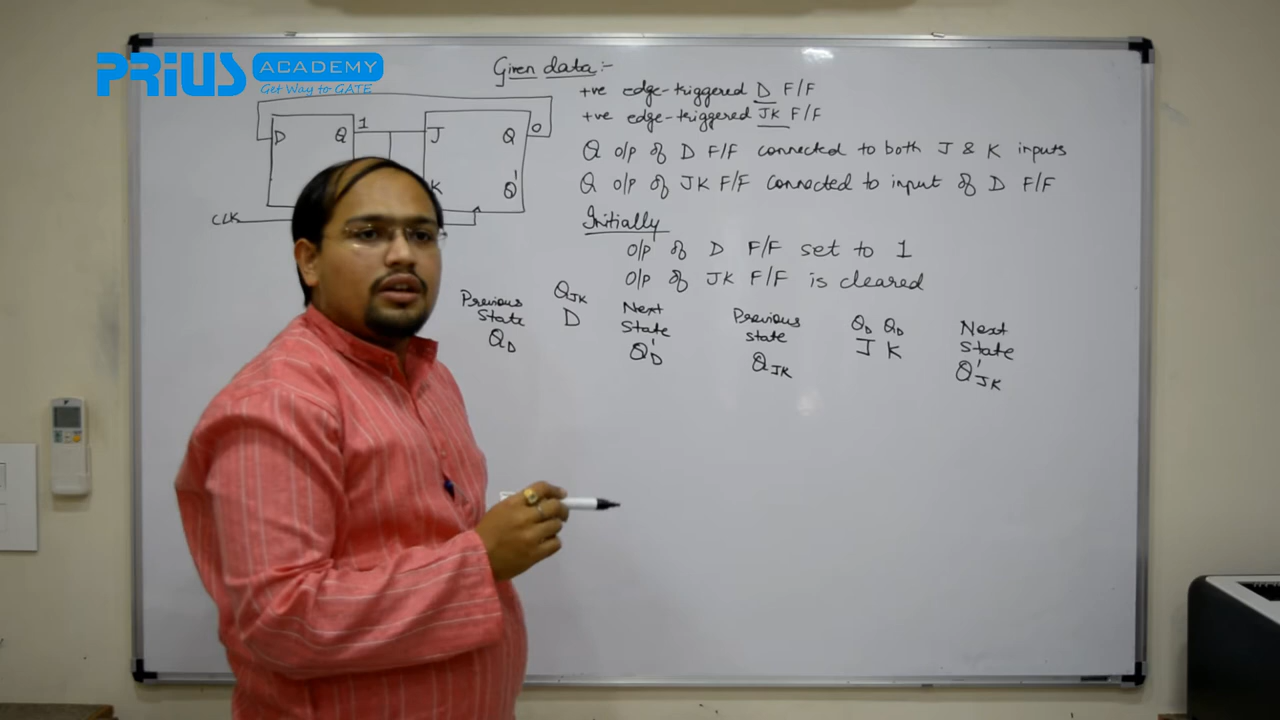 PRIUS ACADEMY
Get Way to GATE
Given data :-
+ve edge-triggered D F/F
+ve edge-triggered JK F/F
Q o/p of D F/F connected to both J & K inputs
Q o/p of JK F/F connected to input of D F/F
D Q 1 J Q 0
K Q'
CLK
Initially
o/p of D F/F set to 1
o/p of JK F/F is cleared
Previous State Q_D
Q_JK D
Next State Q'_D
Previous state Q_JK
Q_D Q_D
J K
Next State Q'_JK